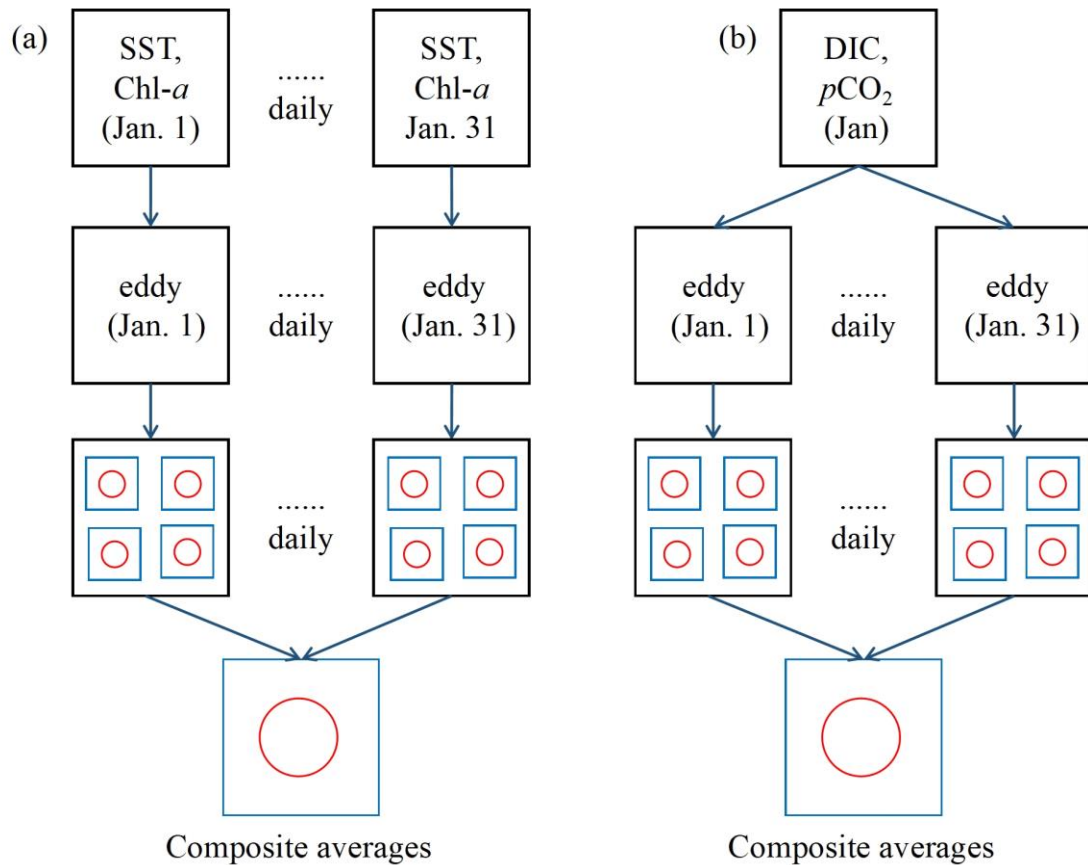 (a)
SST,
Chl-a
(Jan. 1)
......
daily
SST,
Chl-a
Jan. 31
eddy
(Jan. 1)
......
daily
eddy
(Jan. 31)
......
daily
Composite averages
(b)
DIC,
pCO₂
(Jan)
eddy
(Jan. 1)
......
daily
eddy
(Jan. 31)
......
daily
Composite averages